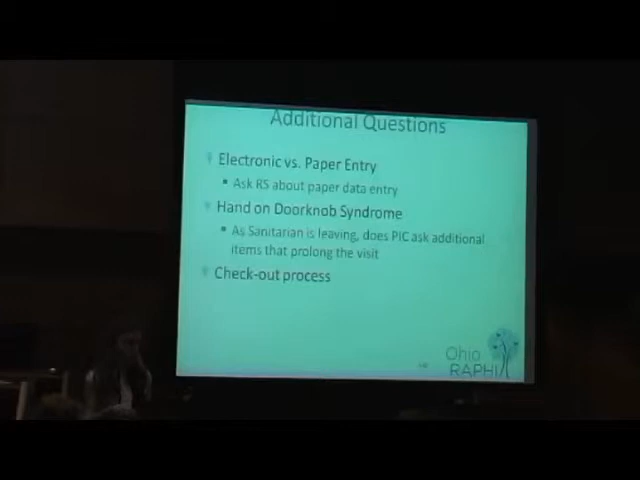 Additional Questions
Electronic vs. Paper Entry
Ask RS about paper data entry
Hand on Doorknob Syndrome
As Sanitarian is leaving, does PIC ask additional
items that prolong the visit
Check-out process
Ohio
RAPHI